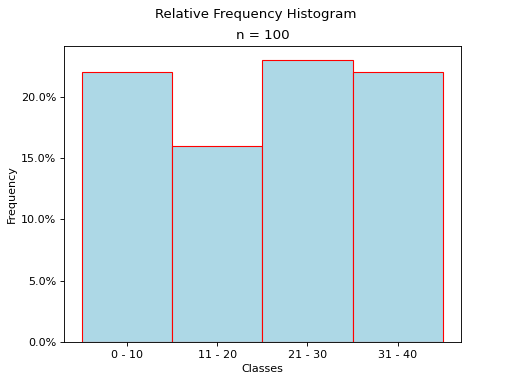 Relative Frequency Histogram
n = 100
Frequency
20.0%
15.0%
10.0%
5.0%
0.0%
0 - 10 11 - 20 21 - 30 31 - 40
Classes